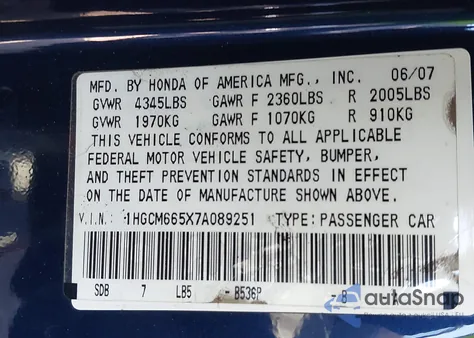 MFD. BY HONDA OF AMERICA MFG., INC. 06/07
GVWR 4345LBS GAWR F 2360LBS R 2005LBS
GVWR 1970KG GAWR F 1070KG R 910KG
THIS VEHICLE CONFORMS TO ALL APPLICABLE
FEDERAL MOTOR VEHICLE SAFETY, BUMPER,
AND THEFT PREVENTION STANDARDS IN EFFECT
ON THE DATE OF MANUFACTURE SHOWN ABOVE.
V.I.N.: 1HGCM665X7A089251 TYPE: PASSENGER CAR
SDB 7 LB5 - B536P - B
autoSnap